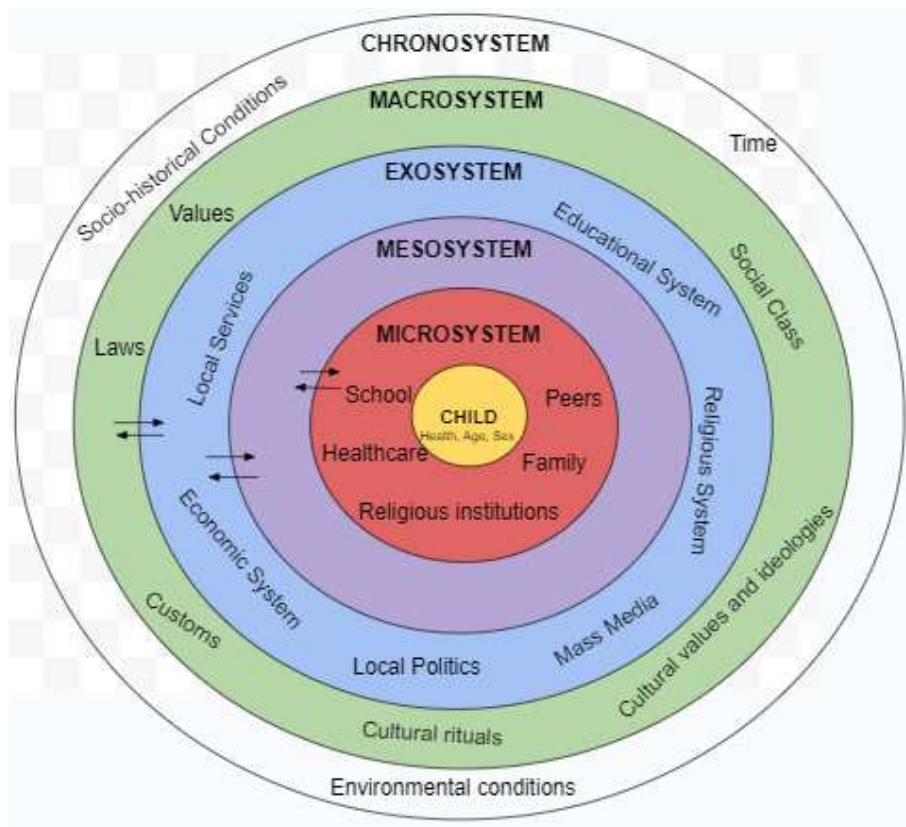 CHRONOSYSTEM
MACROSYSTEM
Socio-historical Conditions
Time
EXOSYSTEM
Values
Educational System
MESOSYSTEM
Social Class
Local Services
MICROSYSTEM
Laws
School
Peers
CHILD
Health, Age, Sex
Healthcare
Family
Religious System
Religious institutions
Economic System
Customs
Mass Media
Cultural values and ideologies
Local Politics
Cultural rituals
Environmental conditions